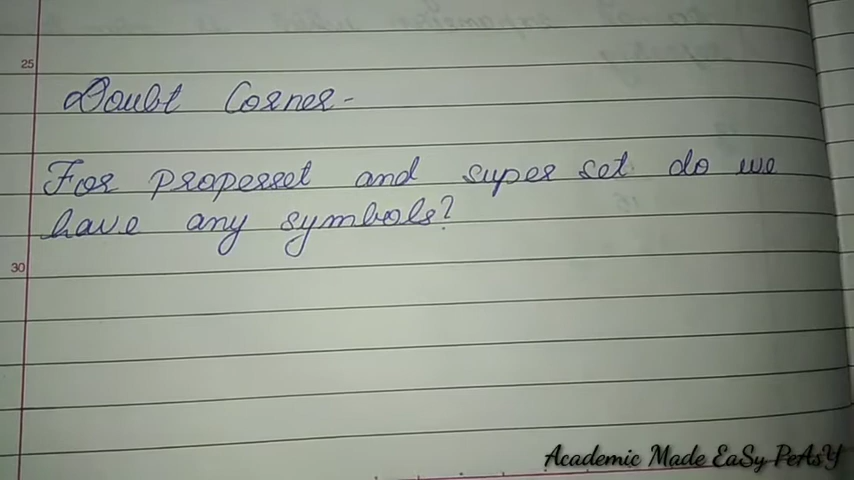 25
Doubt Corner-
For properset and super set do we
have any symbols?
30
Academic Made EaSy PeAsY